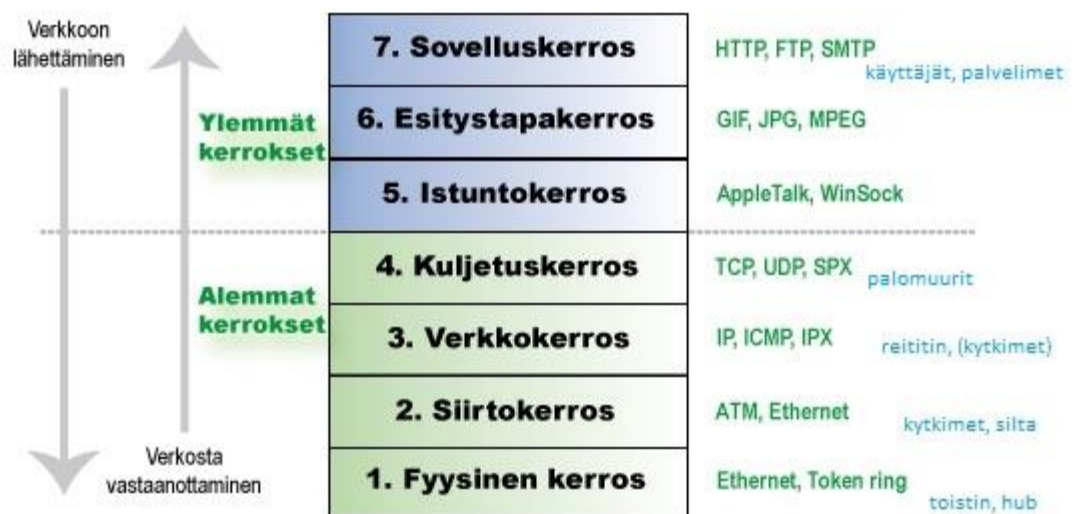 Verkkoon
lähettäminen
7. Sovelluskerros
HTTP, FTP, SMTP
käyttäjät, palvelimet
Ylemmät
kerrokset
6. Esitystapakerros
GIF, JPG, MPEG
5. Istuntokerros
AppleTalk, WinSock
4. Kuljetuskerros
TCP, UDP, SPX
palomuurit
Alemmat
kerrokset
3. Verkkokerros
IP, ICMP, IPX
reititin, (kytkimet)
2. Siirtokerros
ATM, Ethernet
kytkimet, silta
Verkosta
vastaanottaminen
1. Fyysinen kerros
Ethernet, Token ring
toistin, hub